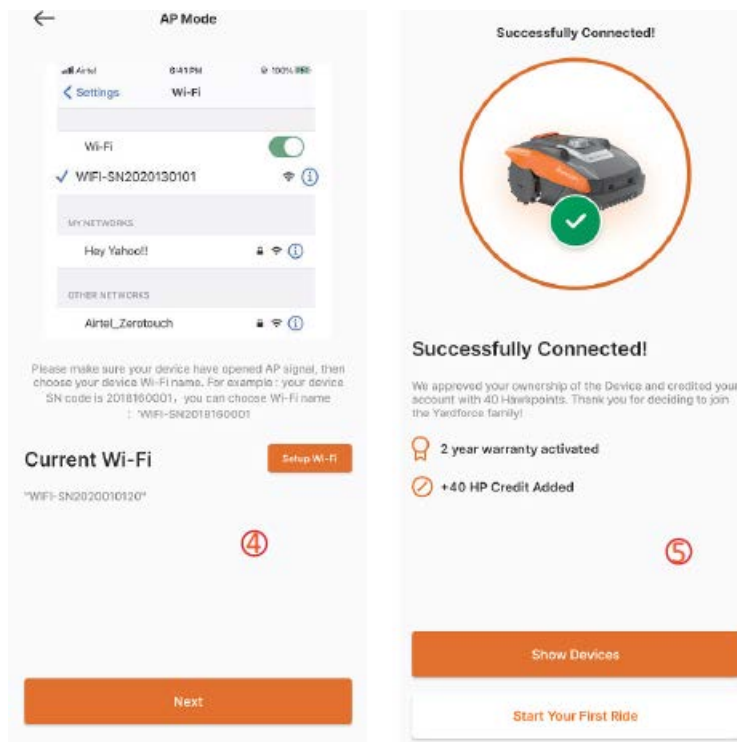 AP Mode
Airtel 6:41 PM 100%
Settings Wi-Fi
Wi-Fi
WIFI-SN2020130101
MY NETWORKS
Hey Yahoo!!
OTHER NETWORKS
Airtel_Zerotouch
Please make sure your device have opened AP signal, then
choose your device Wi-Fi name. For example : your device
SN code is 2018160001，you can choose Wi-Fi name
: 'WIFI-SN2018160001
Current Wi-Fi
Setup Wi-Fi
"WIFI-SN2020010120"
④
Next
Successfully Connected!
Successfully Connected!
We approved your ownership of the Device and credited your
account with 40 Hawkpoints. Thank you for deciding to join
the Yardforce family!
2 year warranty activated
+40 HP Credit Added
⑤
Show Devices
Start Your First Ride